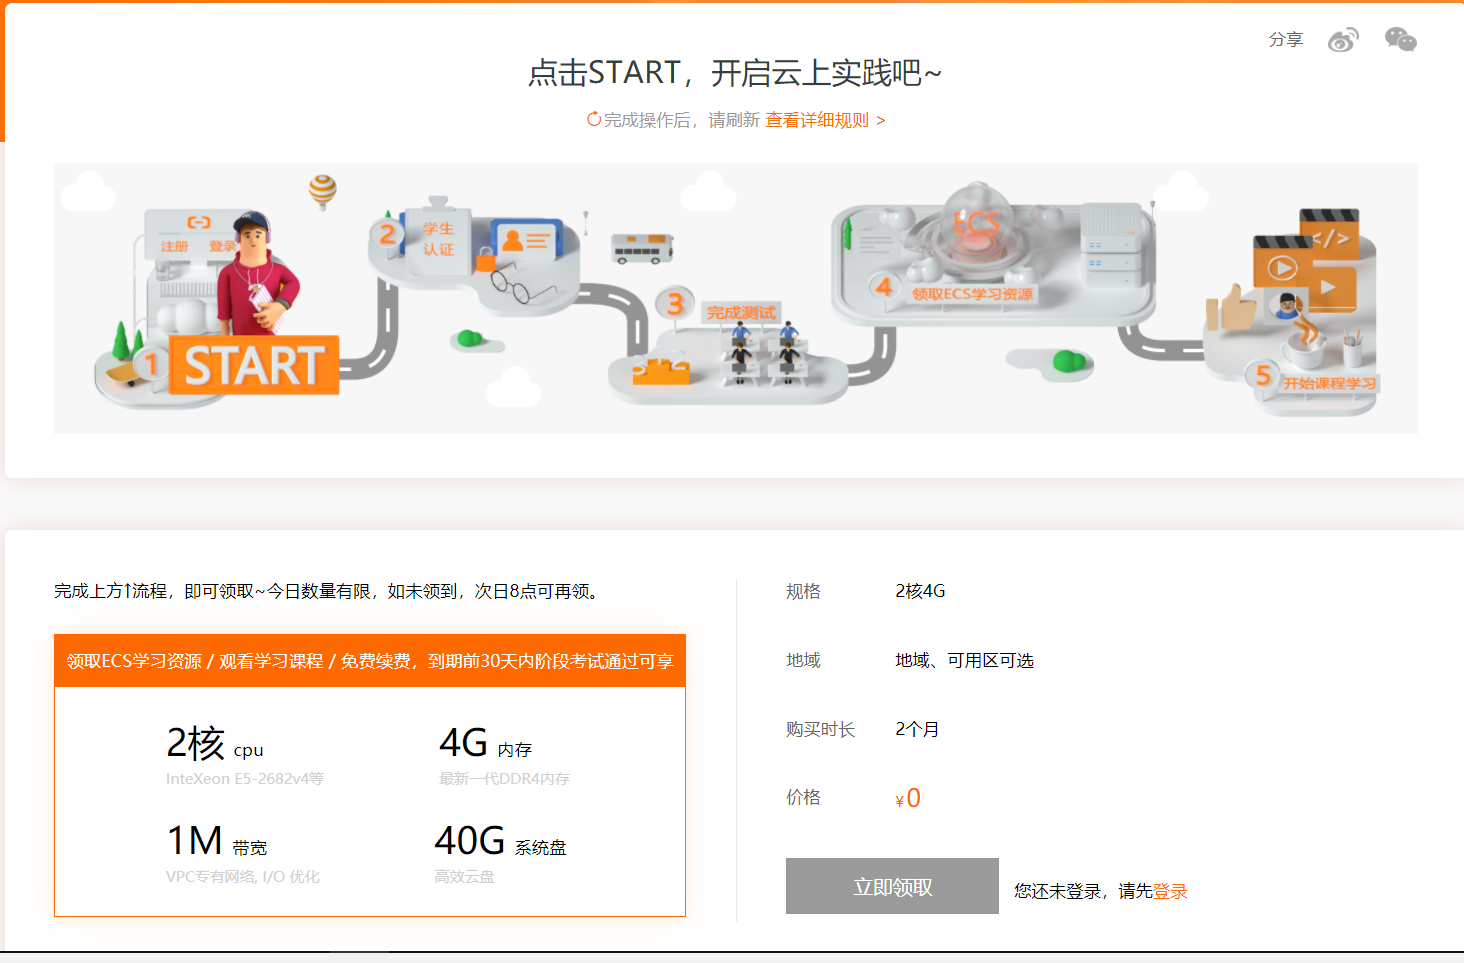 分享
点击START，开启云上实践吧~
完成操作后，请刷新 查看详细规则 >
注册 登录
1
START
2
学生
认证
3
完成测试
ECS
4
领取ECS学习资源
</>
5
开始课程学习
完成上方↑流程，即可领取~今日数量有限，如未领到，次日8点可再领。
领取ECS学习资源 / 观看学习课程 / 免费续费，到期前30天内阶段考试通过可享
2核 cpu
InteXeon E5-2682v4等
4G 内存
最新一代DDR4内存
1M 带宽
VPC专有网络, I/O 优化
40G 系统盘
高效云盘
规格 2核4G
地域 地域、可用区可选
购买时长 2个月
价格 ¥0
立即领取 您还未登录，请先登录